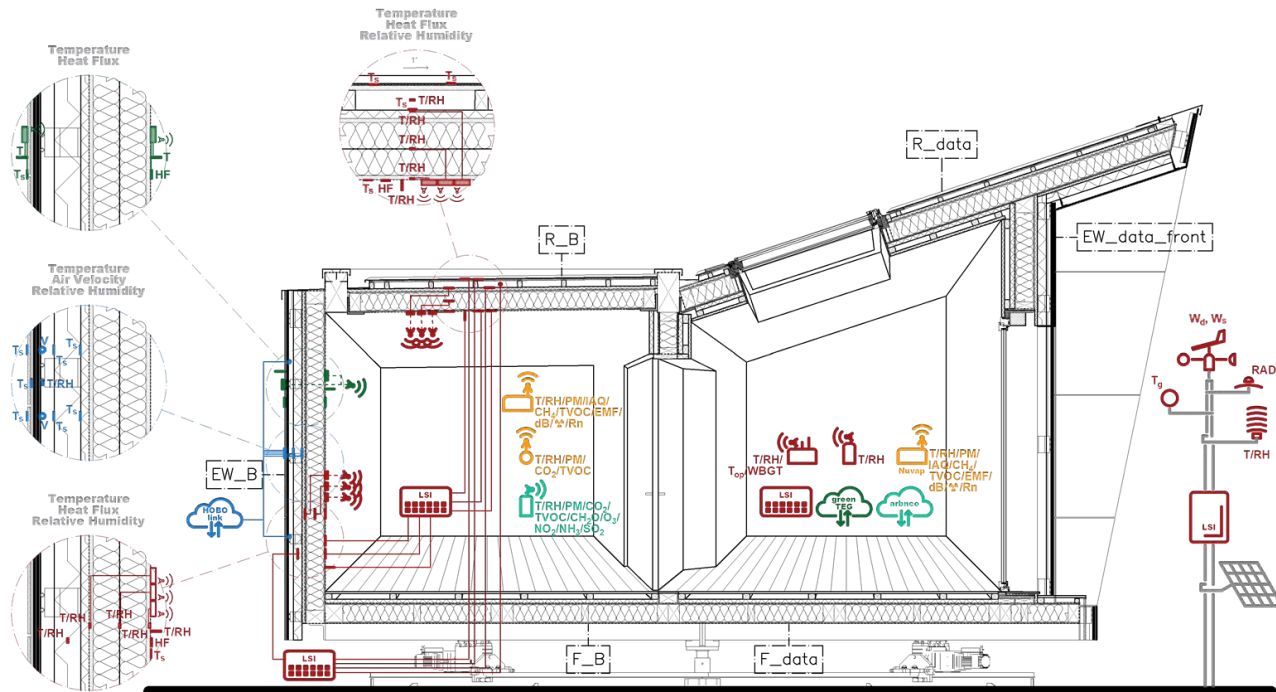 Temperature
Heat Flux
Relative Humidity
1°
Ts
Ts
Ts
T/RH
T/RH
T/RH
T/RH
Ts HF
T/RH
Temperature
Heat Flux
T
Ts
T
HF
Temperature
Air Velocity
Relative Humidity
Ts
V
Ts
Ts
Ts
T/RH
Ts
V
Ts
Ts
Temperature
Heat Flux
Relative Humidity
T/RH
T/RH
T/RH
T/RH
T/RH
HF
Ts
R_B
R_data
EW_data_front
EW_B
HOBO
link
T/RH/PM/IAQ/
CH4/TVOC/EMF/
dB/☢/Rn
T/RH/PM/
CO2/TVOC
T/RH/PM/CO2/
TVOC/CH2O/O3/
NO2/NH3/SO2
LSI
LSI
T/RH/
Top/WBGT
T/RH
Nuvap
T/RH/PM/
IAQ/CH4/
TVOC/EMF/
dB/☢/Rn
LSI
green
TEG
arbnco
F_B
F_data
Wd, Ws
RAD
Tg
T/RH
LSI